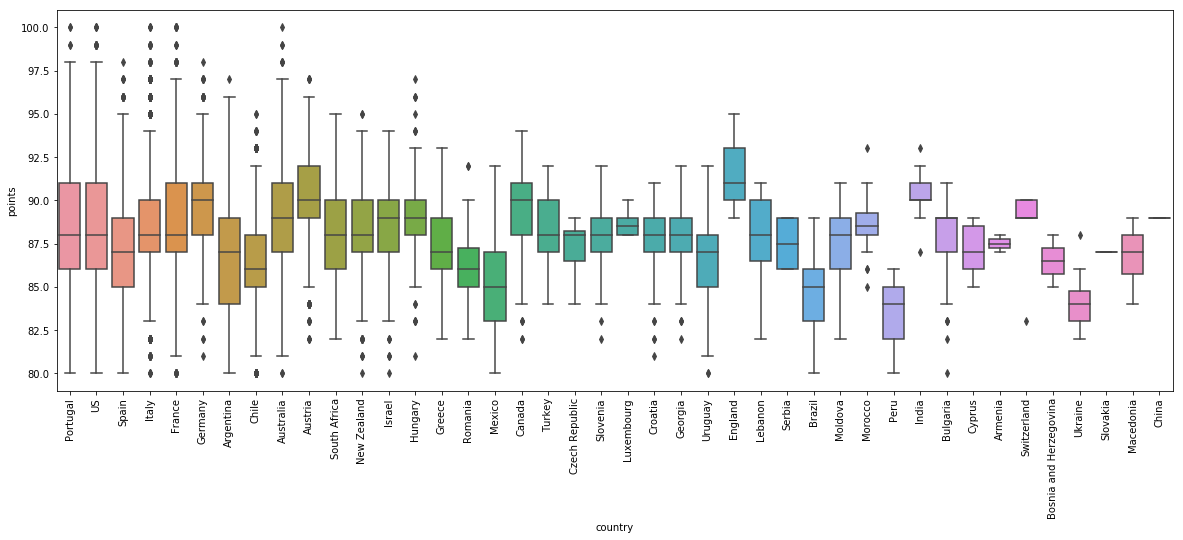 100.0
97.5
95.0
92.5
90.0
87.5
85.0
82.5
80.0
points
Portugal
US
Spain
Italy
France
Germany
Argentina
Chile
Australia
Austria
South Africa
New Zealand
Israel
Hungary
Greece
Romania
Mexico
Canada
Turkey
Czech Republic
Slovenia
Luxembourg
Croatia
Georgia
Uruguay
England
Lebanon
Serbia
Brazil
Moldova
Morocco
Peru
India
Bulgaria
Cyprus
Armenia
Switzerland
Bosnia and Herzegovina
Ukraine
Slovakia
Macedonia
China
country